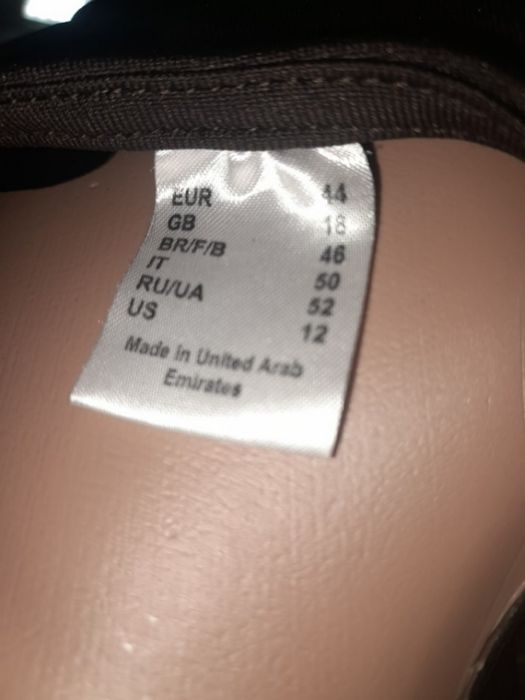 EUR 44
GB 18
BR/F/B 46
IT 50
RU/UA 52
US 12
Made in United Arab
Emirates